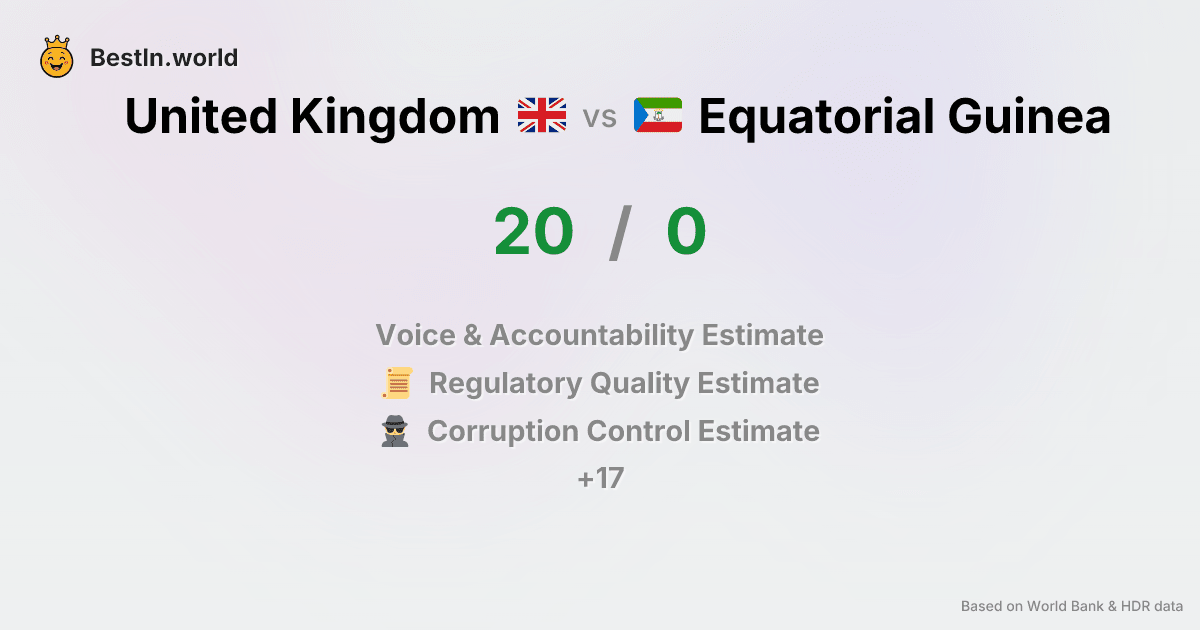 BestIn.world
United Kingdom vs Equatorial Guinea
20 / 0
Voice & Accountability Estimate
Regulatory Quality Estimate
Corruption Control Estimate
+17
Based on World Bank & HDR data